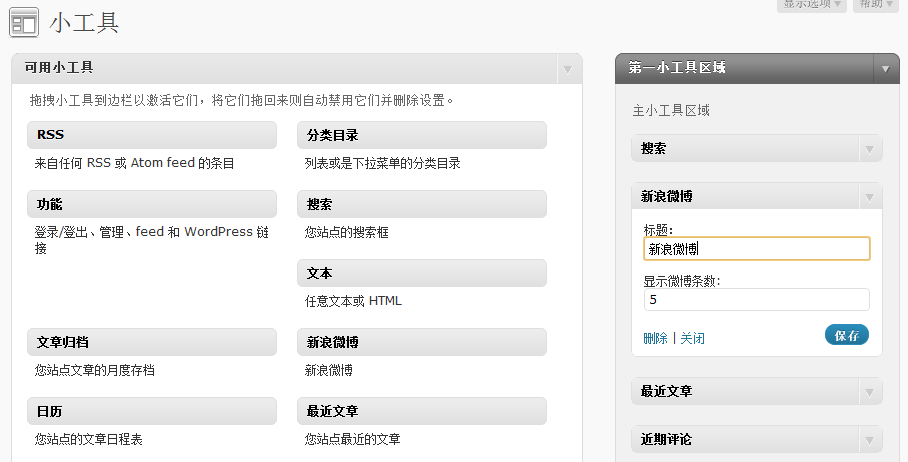 显示选项
帮助
小工具
可用小工具
拖拽小工具到边栏以激活它们，将它们拖回来则自动禁用它们并删除设置。
RSS
来自任何 RSS 或 Atom feed 的条目
分类目录
列表或是下拉菜单的分类目录
功能
登录/登出、管理、feed 和 WordPress 链
接
搜索
您站点的搜索框
文本
任意文本或 HTML
文章归档
您站点文章的月度存档
新浪微博
新浪微博
日历
您站点的文章日程表
最近文章
您站点最近的文章
第一小工具区域
主小工具区域
搜索
新浪微博
标题：
新浪微博
显示微博条数：
5
删除 | 关闭
保存
最近文章
近期评论